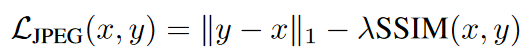 ℒ_JPEG(x, y) = ‖y − x‖₁ − λSSIM(x, y)